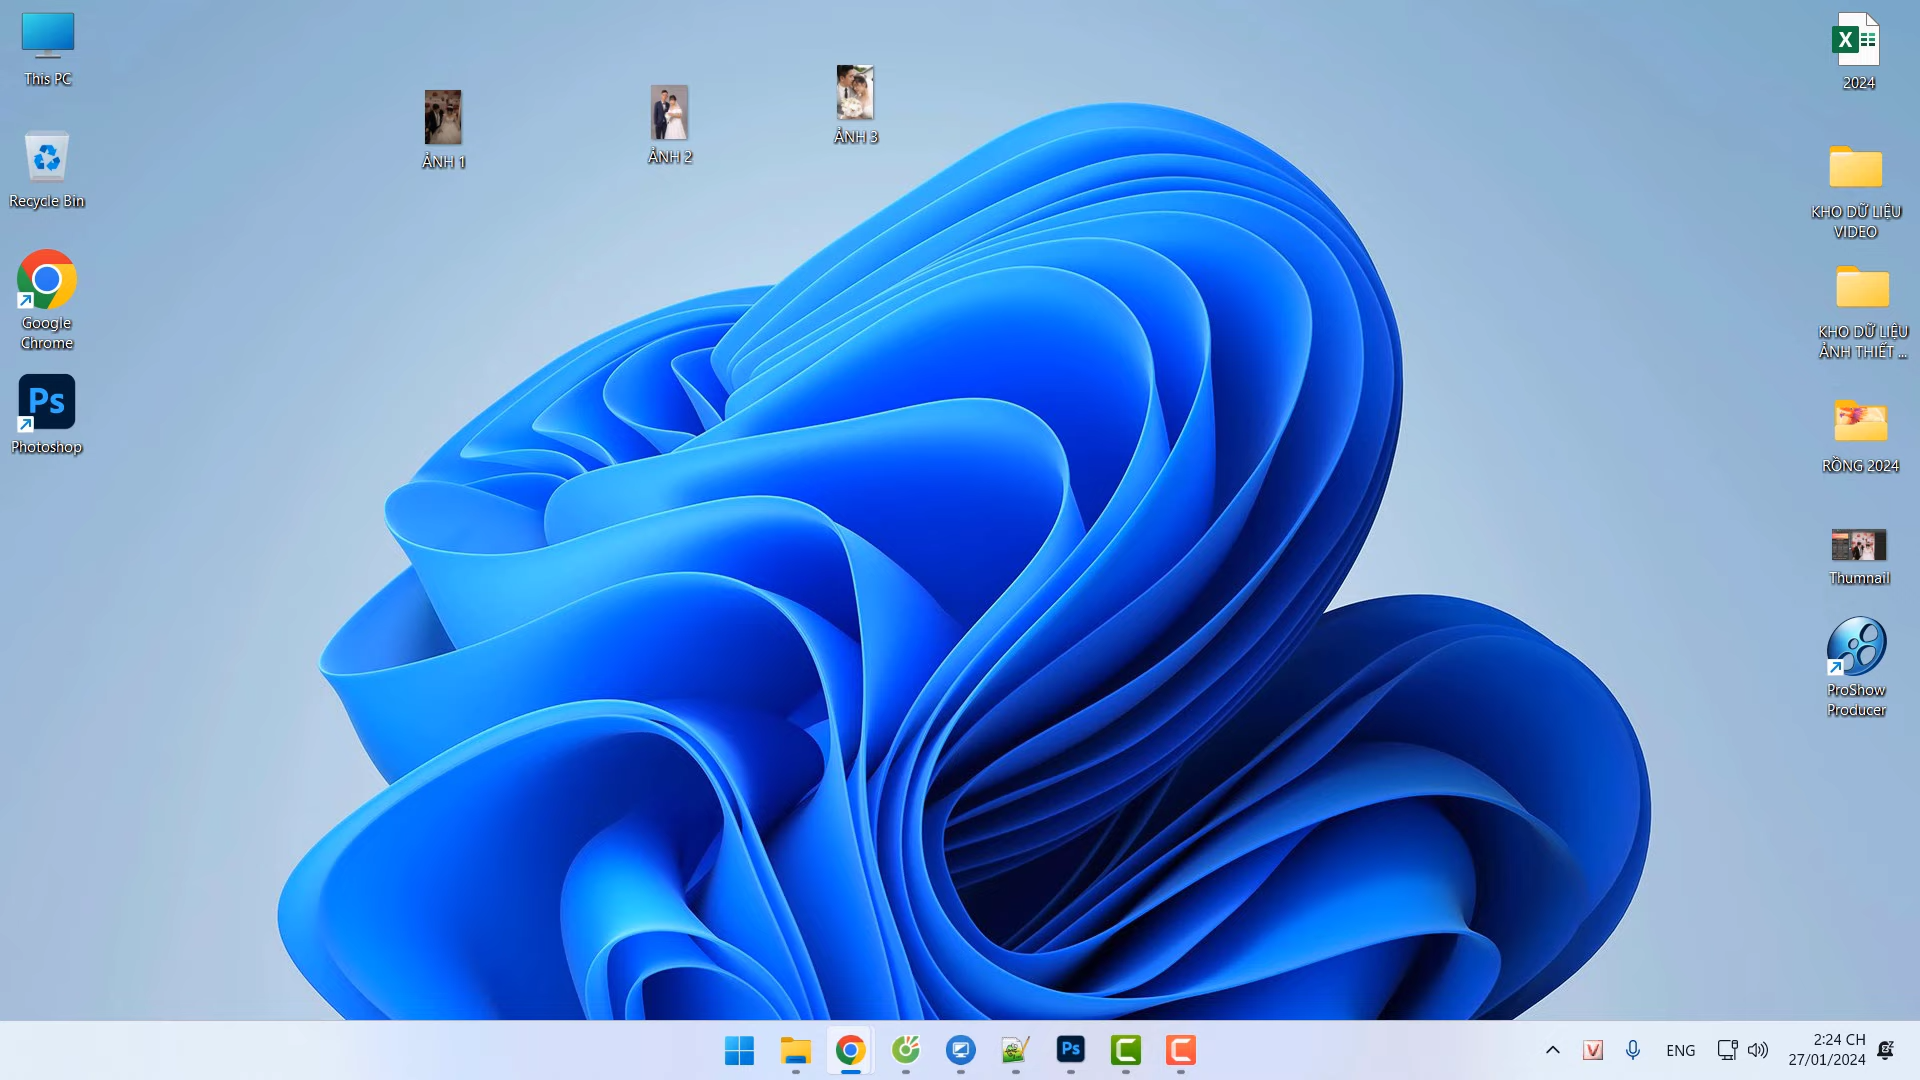 This PC
Recycle Bin
Google
Chrome
Ps
Photoshop
ẢNH 1
ẢNH 2
ẢNH 3
X
2024
KHO DỮ LIỆU
VIDEO
KHO DỮ LIỆU
ẢNH THIẾT ...
RỒNG 2024
Thumnail
ProShow
Producer
Ps
V
ENG
2:24 CH
27/01/2024